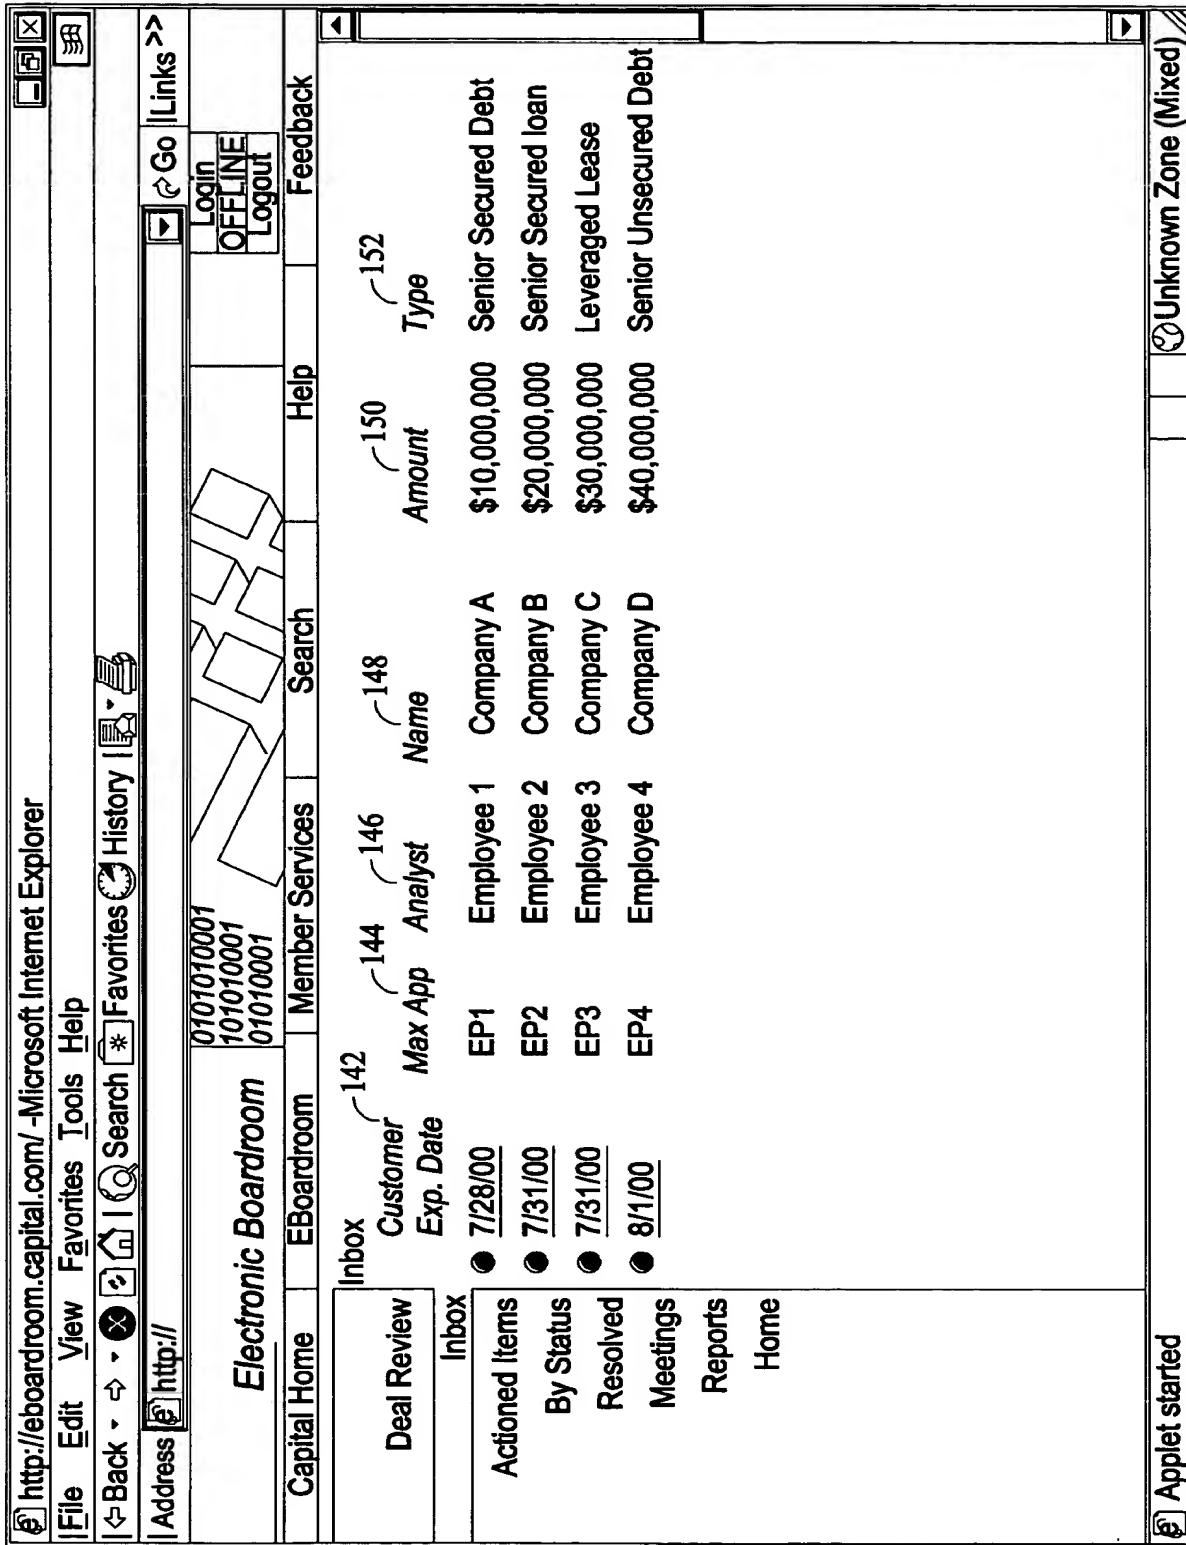 http://eboardroom.capital.com/ -Microsoft Internet Explorer
File Edit View Favorites Tools Help
Back Search Favorites History
Address http:// Go Links >>
Electronic Boardroom
0101010001
101010001
01010001
Login
OFFLINE
Logout
Capital Home EBoardroom Member Services Search Help Feedback
Deal Review
Inbox
Actioned Items
By Status
Resolved
Meetings
Reports
Home
Inbox
142 144 146 148 150 152
Customer
Exp. Date Max App Analyst Name Amount Type
7/28/00 EP1 Employee 1 Company A $10,000,000 Senior Secured Debt
7/31/00 EP2 Employee 2 Company B $20,000,000 Senior Secured loan
7/31/00 EP3 Employee 3 Company C $30,000,000 Leveraged Lease
8/1/00 EP4 Employee 4 Company D $40,000,000 Senior Unsecured Debt
Applet started Unknown Zone (Mixed)